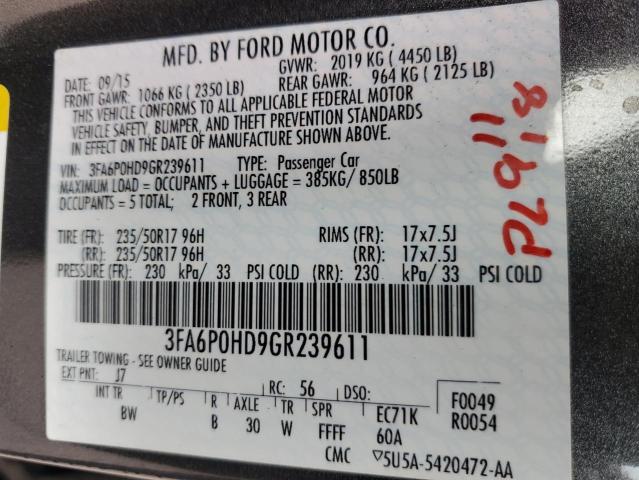 MFD. BY FORD MOTOR CO.
DATE: 09/15 GVWR: 2019 KG ( 4450 LB)
FRONT GAWR: 1066 KG ( 2350 LB) REAR GAWR: 964 KG ( 2125 LB)
THIS VEHICLE CONFORMS TO ALL APPLICABLE FEDERAL MOTOR
VEHICLE SAFETY, BUMPER, AND THEFT PREVENTION STANDARDS
IN EFFECT ON THE DATE OF MANUFACTURE SHOWN ABOVE.
VIN: 3FA6P0HD9GR239611 TYPE: Passenger Car
MAXIMUM LOAD = OCCUPANTS + LUGGAGE = 385KG/ 850LB
OCCUPANTS = 5 TOTAL; 2 FRONT, 3 REAR
TIRE (FR): 235/50R17 96H RIMS (FR): 17x7.5J
(RR): 235/50R17 96H (RR): 17x7.5J
PRESSURE (FR): 230 kPa/ 33 PSI COLD (RR): 230 kPa/ 33 PSI COLD
3FA6P0HD9GR239611
TRAILER TOWING - SEE OWNER GUIDE
EXT PNT: J7 RC: 56 DSO: F0049
INT TR TP/PS R AXLE TR SPR EC71K R0054
BW B 30 W FFFF 60A
CMC ▽5U5A-5420472-AA
PL9118
11